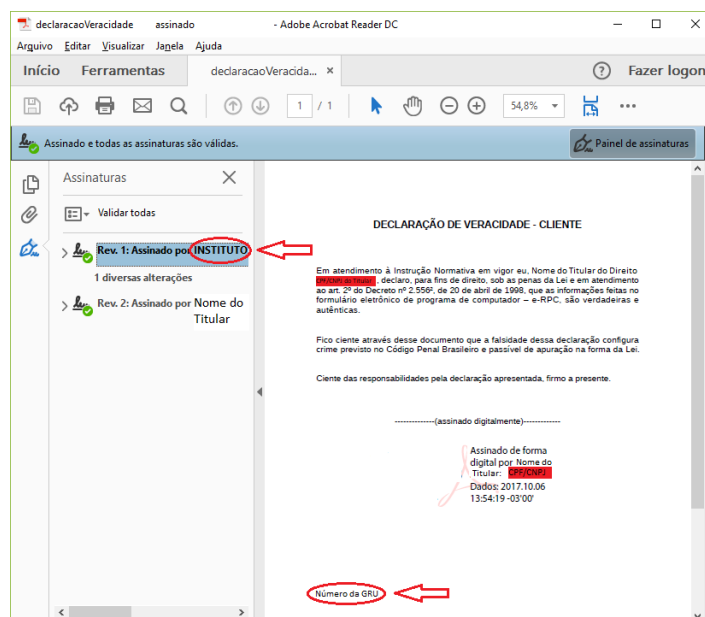 declaracaoVeracidade assinado - Adobe Acrobat Reader DC
Arquivo Editar Visualizar Janela Ajuda
Início Ferramentas declaracaoVeracida... × ? Fazer logon
1 / 1 54,8%
Assinado e todas as assinaturas são válidas. Painel de assinaturas
Assinaturas
Validar todas
Rev. 1: Assinado por INSTITUTO
1 diversas alterações
Rev. 2: Assinado por Nome do
Titular
DECLARAÇÃO DE VERACIDADE - CLIENTE
Em atendimento à Instrução Normativa em vigor eu, Nome do Titular do Direito
CPF/CNPJ do Titular , declaro, para fins de direito, sob as penas da Lei e em atendimento
ao art. 2º do Decreto nº 2.556², de 20 de abril de 1998, que as informações feitas no
formulário eletrônico de programa de computador – e-RPC, são verdadeiras e
autênticas.
Fico ciente através desse documento que a falsidade dessa declaração configura
crime previsto no Código Penal Brasileiro e passível de apuração na forma da Lei.
Ciente das responsabilidades pela declaração apresentada, firmo a presente.
--------------(assinado digitalmente)-------------
Assinado de forma
digital por Nome do
Titular: CPF/CNPJ
Dados: 2017.10.06
13:54:19 -03'00'
Número da GRU